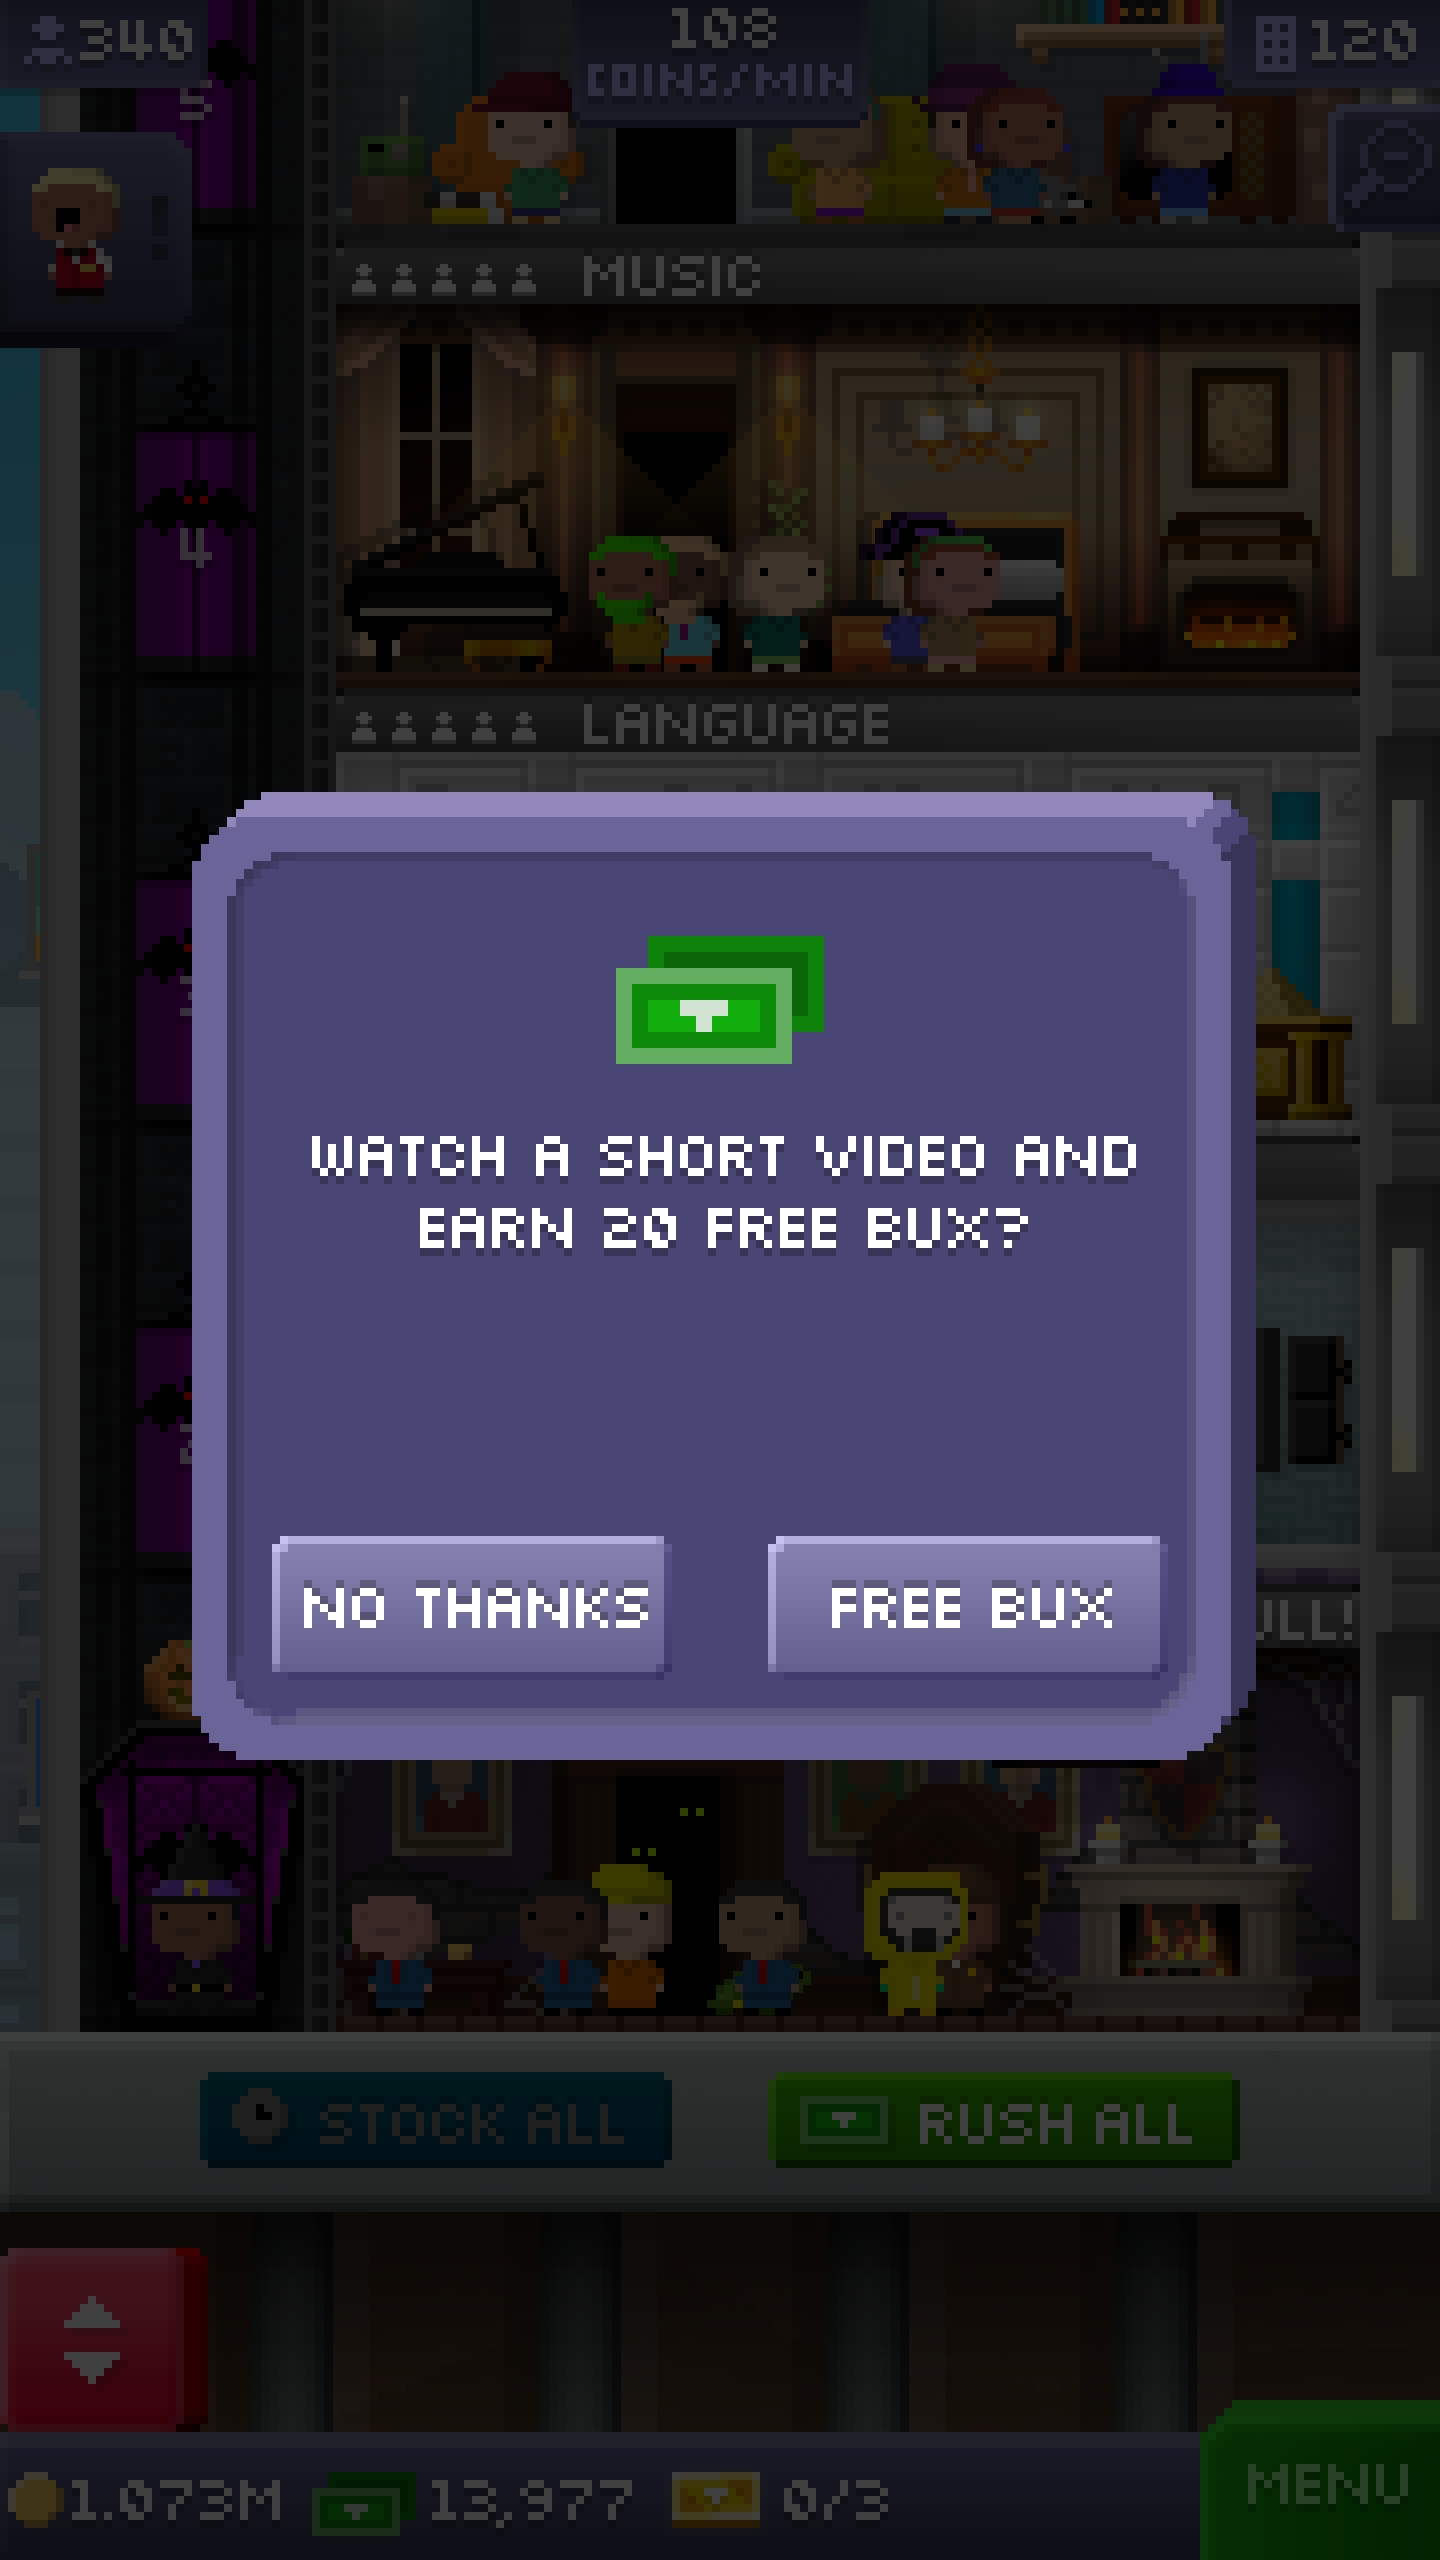 340
108
COINS/MIN
120
5
MUSIC
4
LANGUAGE
WATCH A SHORT VIDEO AND
EARN 20 FREE BUX?
NO THANKS
FREE BUX
STOCK ALL
RUSH ALL
1.073M
13,977
0/3
MENU